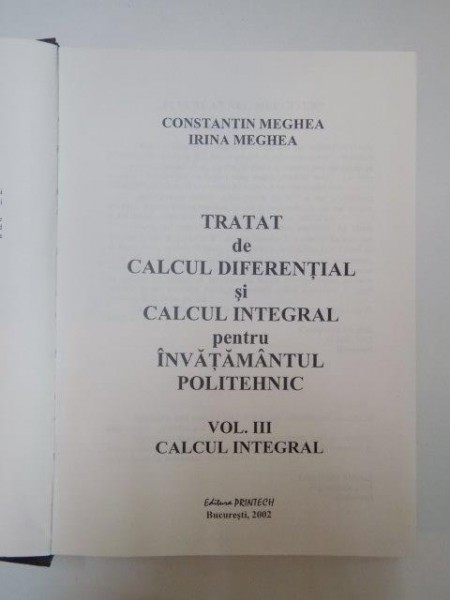 CONSTANTIN MEGHEA
IRINA MEGHEA
TRATAT
de
CALCUL DIFERENȚIAL
și
CALCUL INTEGRAL
pentru
ÎNVĂȚĂMÂNTUL
POLITEHNIC
VOL. III
CALCUL INTEGRAL
Editura PRINTECH
București, 2002